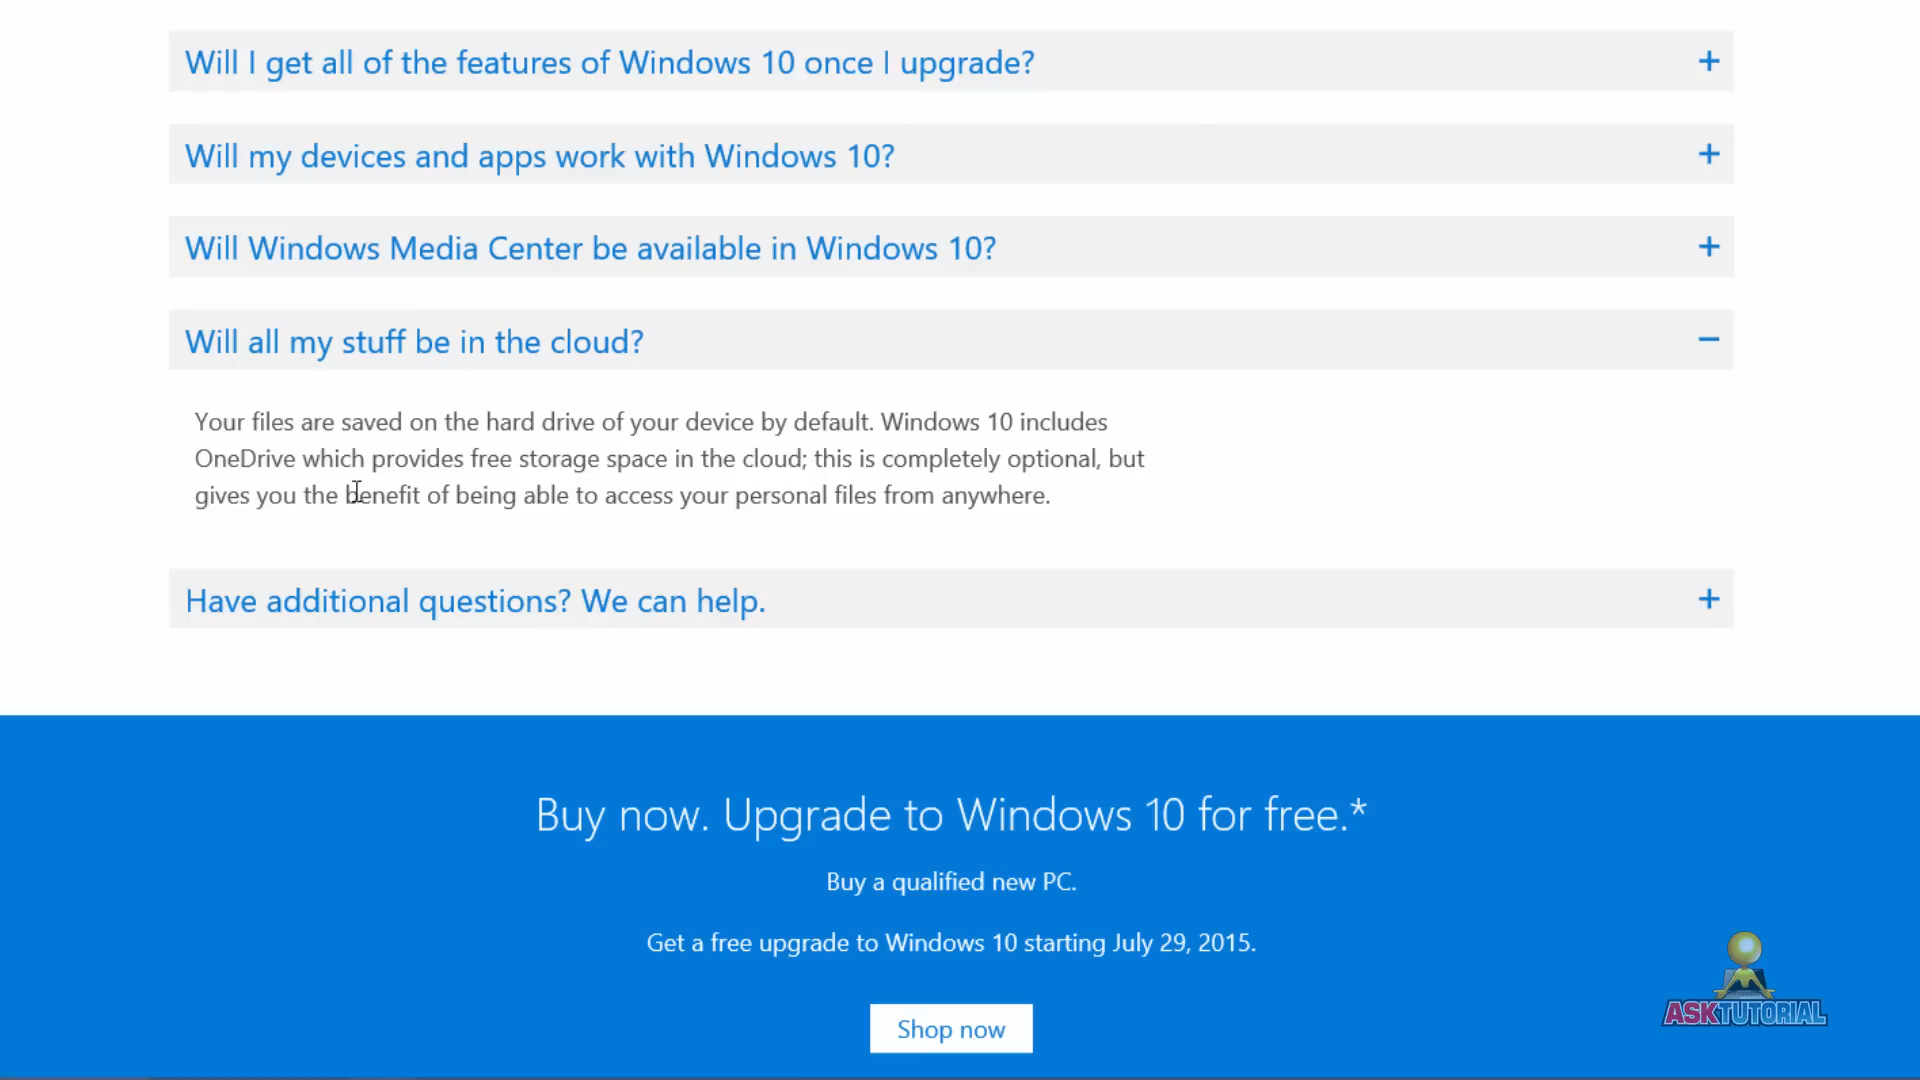 Will I get all of the features of Windows 10 once I upgrade?
Will my devices and apps work with Windows 10?
Will Windows Media Center be available in Windows 10?
Will all my stuff be in the cloud?
Your files are saved on the hard drive of your device by default. Windows 10 includes
OneDrive which provides free storage space in the cloud; this is completely optional, but
gives you the benefit of being able to access your personal files from anywhere.
Have additional questions? We can help.
Buy now. Upgrade to Windows 10 for free.*
Buy a qualified new PC.
Get a free upgrade to Windows 10 starting July 29, 2015.
Shop now
ASKTUTORIAL